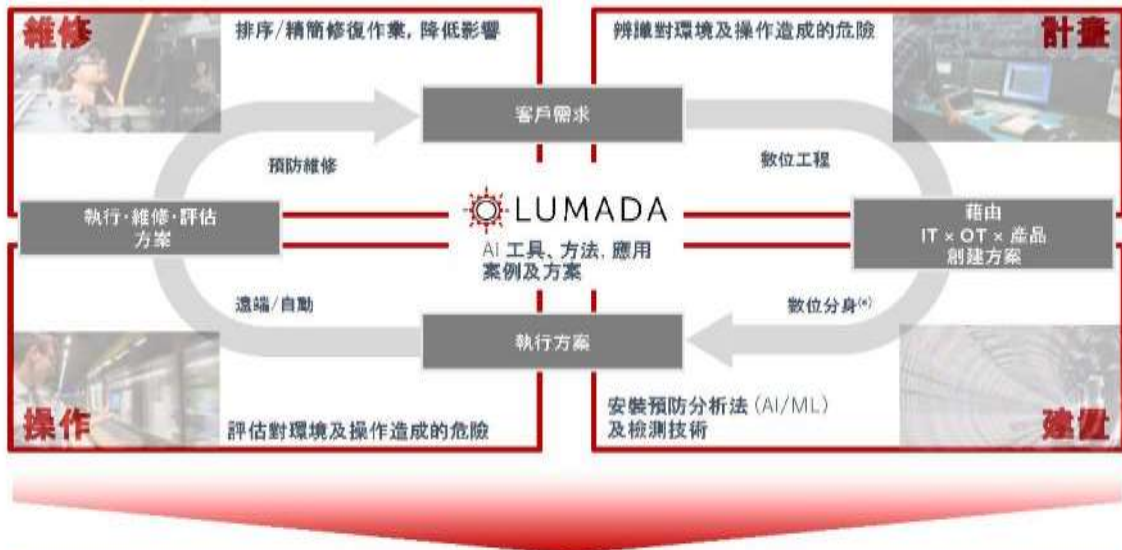 維修
排序/精簡修復作業, 降低影響
辨識對環境及操作造成的危險
計畫
客戶需求
預防維修
數位工程
執行·維修·評估
方案
LUMADA
AI 工具、方法, 應用
案例及方案
藉由
IT × OT × 產品
創建方案
遠端/自動
數位分身(*)
執行方案
操作
評估對環境及操作造成的危險
安裝預防分析法 (AI/ML)
及檢測技術
建置